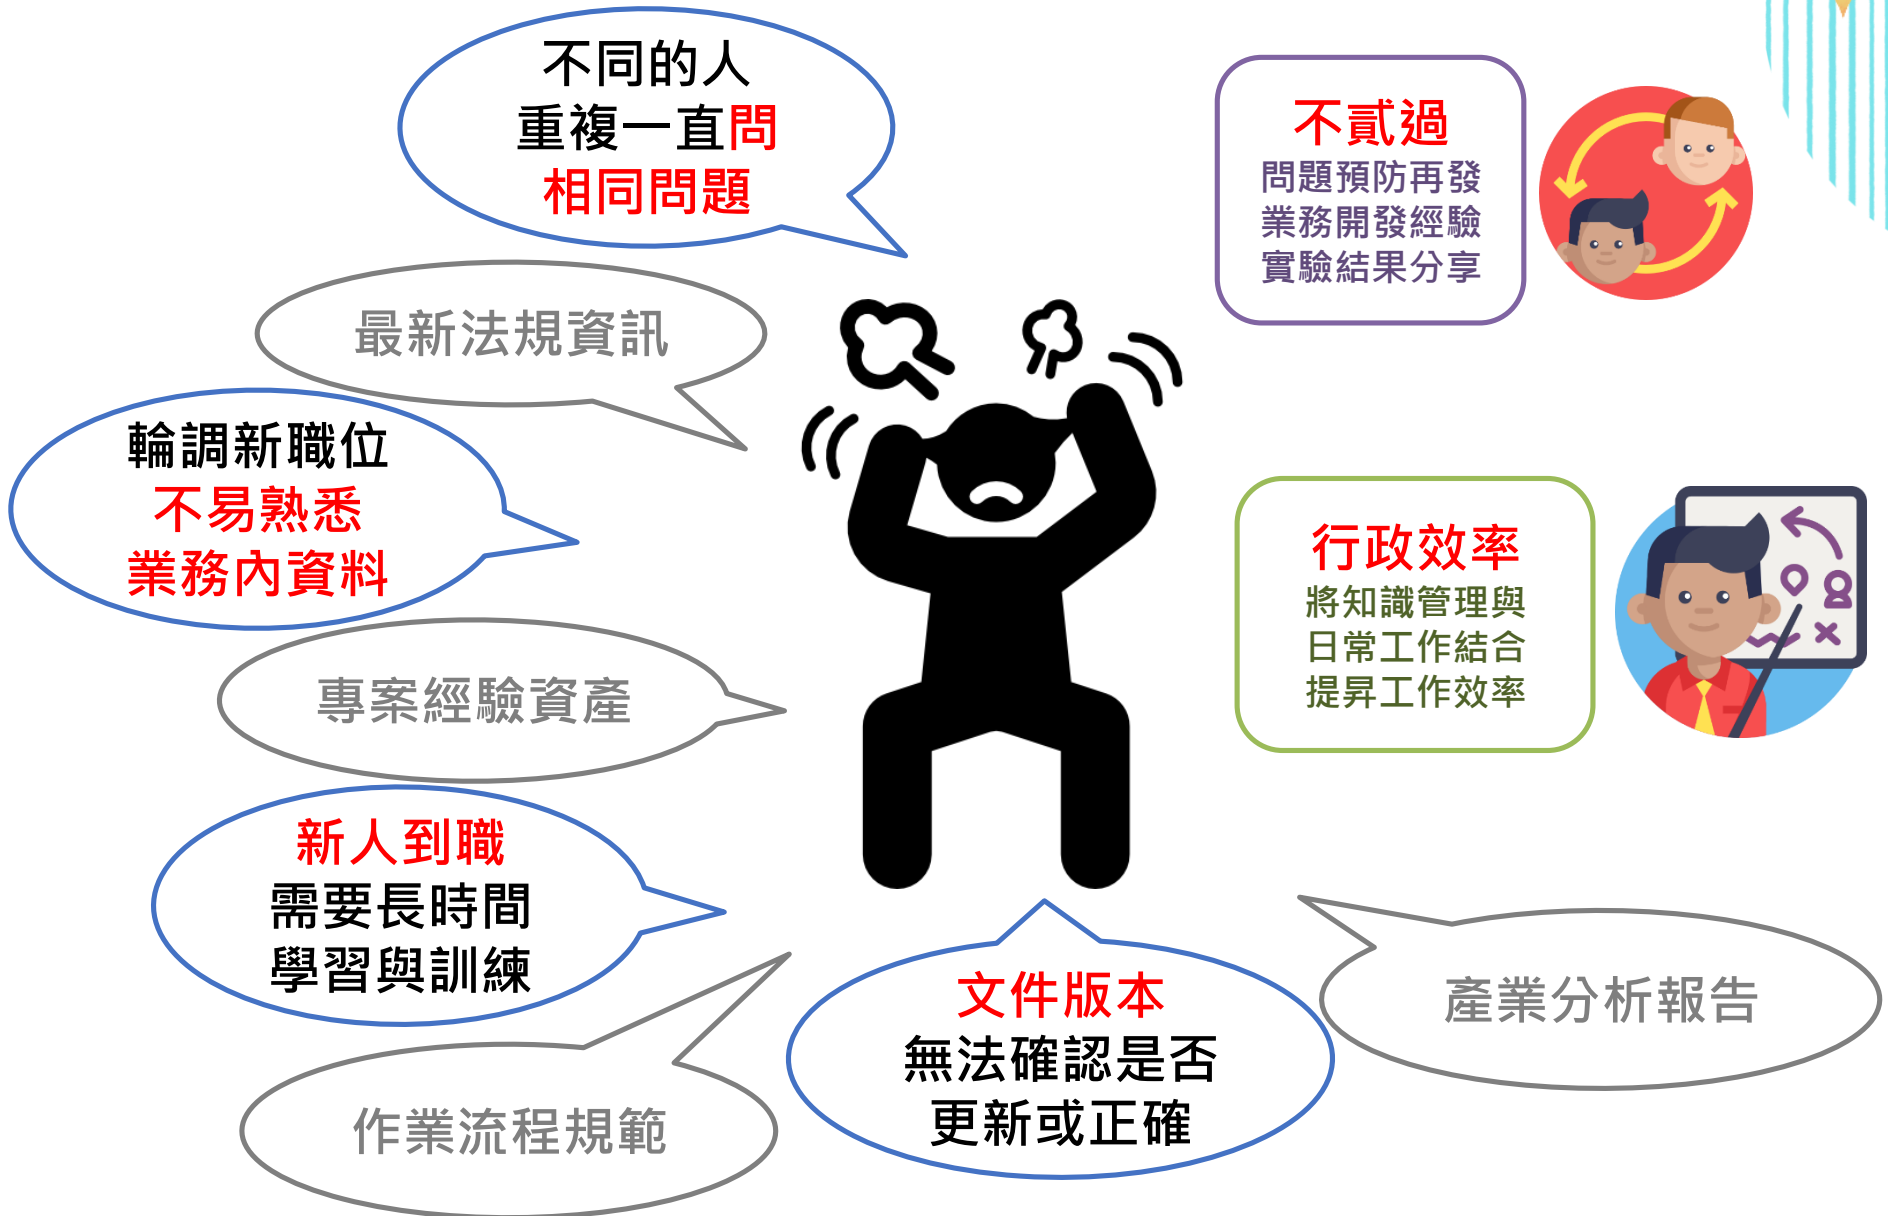 不同的人
重複一直問
相同問題
最新法規資訊
輪調新職位
不易熟悉
業務內資料
專案經驗資產
新人到職
需要長時間
學習與訓練
作業流程規範
文件版本
無法確認是否
更新或正確
產業分析報告
不貳過
問題預防再發
業務開發經驗
實驗結果分享
行政效率
將知識管理與
日常工作結合
提昇工作效率